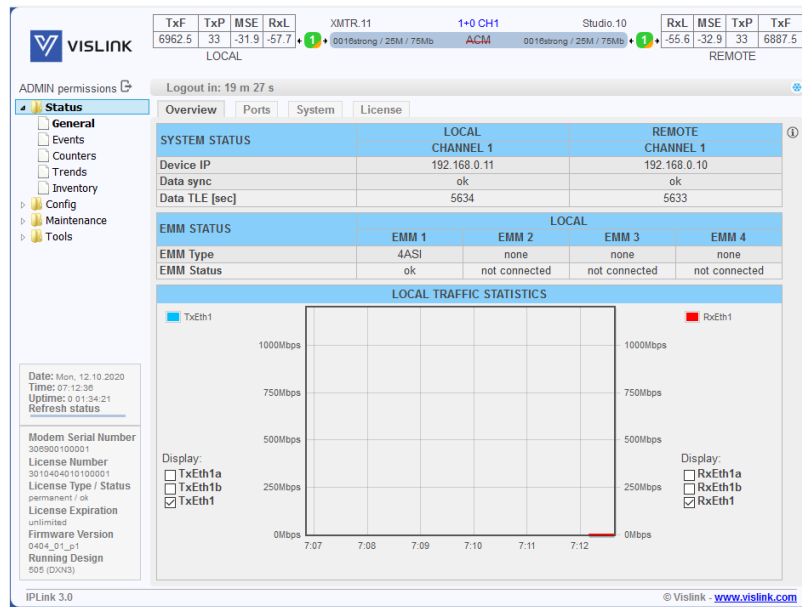 VISLINK
TxF TxP MSE RxL
6962.5 33 -31.9 -57.7
LOCAL
XMTR.11 1+0 CH1 Studio.10
1 0016strong / 25M / 75Mb ACM 0016strong / 25M / 75Mb 1
RxL MSE TxP TxF
-55.6 -32.9 33 6887.5
REMOTE
ADMIN permissions
Logout in: 19 m 27 s
Status
General
Events
Counters
Trends
Inventory
Config
Maintenance
Tools
Overview Ports System License
SYSTEM STATUS LOCAL REMOTE
CHANNEL 1 CHANNEL 1
Device IP 192.168.0.11 192.168.0.10
Data sync ok ok
Data TLE [sec] 5634 5633
EMM STATUS LOCAL
EMM 1 EMM 2 EMM 3 EMM 4
EMM Type 4ASI none none none
EMM Status ok not connected not connected not connected
LOCAL TRAFFIC STATISTICS
TxEth1 RxEth1
1000Mbps 1000Mbps
750Mbps 750Mbps
500Mbps 500Mbps
250Mbps 250Mbps
0Mbps 0Mbps
7:07 7:08 7:09 7:10 7:11 7:12
Display:
TxEth1a
TxEth1b
TxEth1
Display:
RxEth1a
RxEth1b
RxEth1
Date: Mon, 12.10.2020
Time: 07:12:36
Uptime: 0 01:34:21
Refresh status
Modem Serial Number
306900100001
License Number
3010404010100001
License Type / Status
permanent / ok
License Expiration
unlimited
Firmware Version
0404_01_p1
Running Design
505 (DXN3)
IPLink 3.0 © Vislink - www.vislink.com